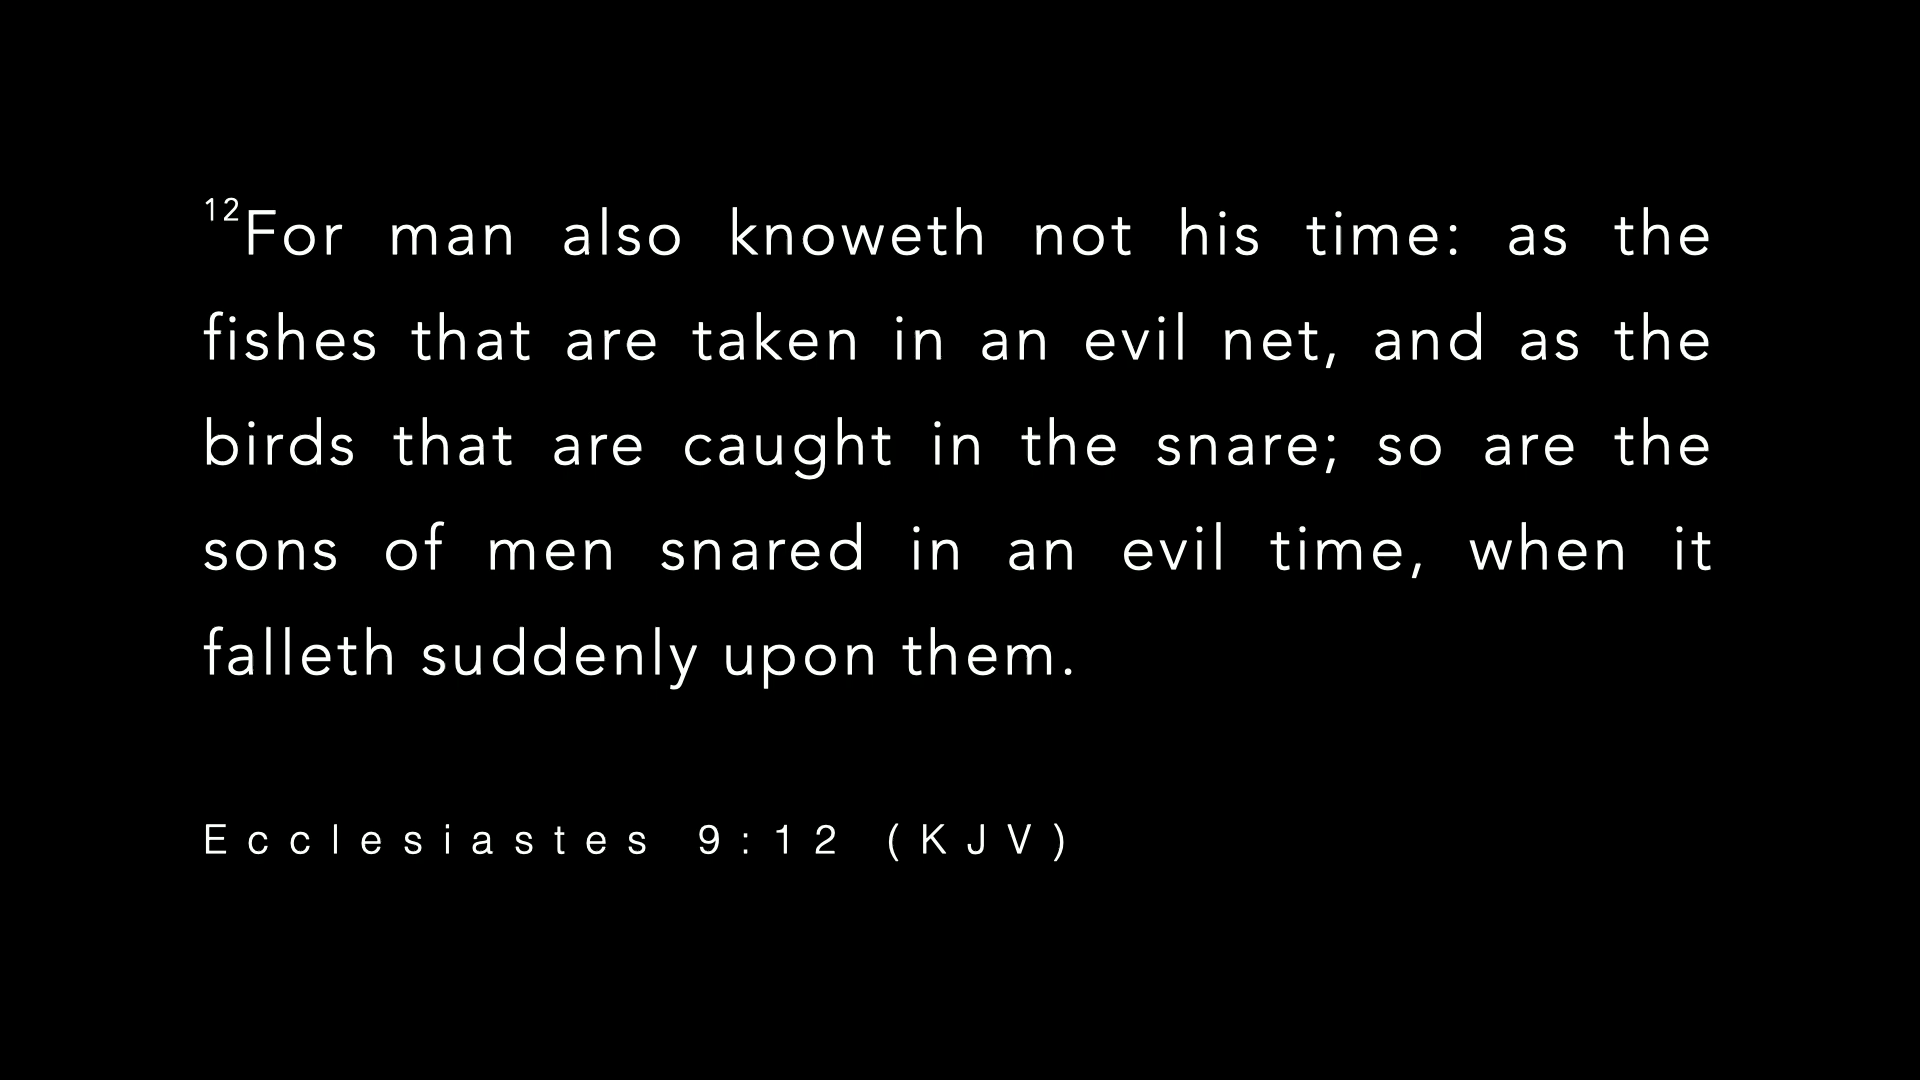 12For man also knoweth not his time: as the
fishes that are taken in an evil net, and as the
birds that are caught in the snare; so are the
sons of men snared in an evil time, when it
falleth suddenly upon them.
Ecclesiastes 9:12 (KJV)